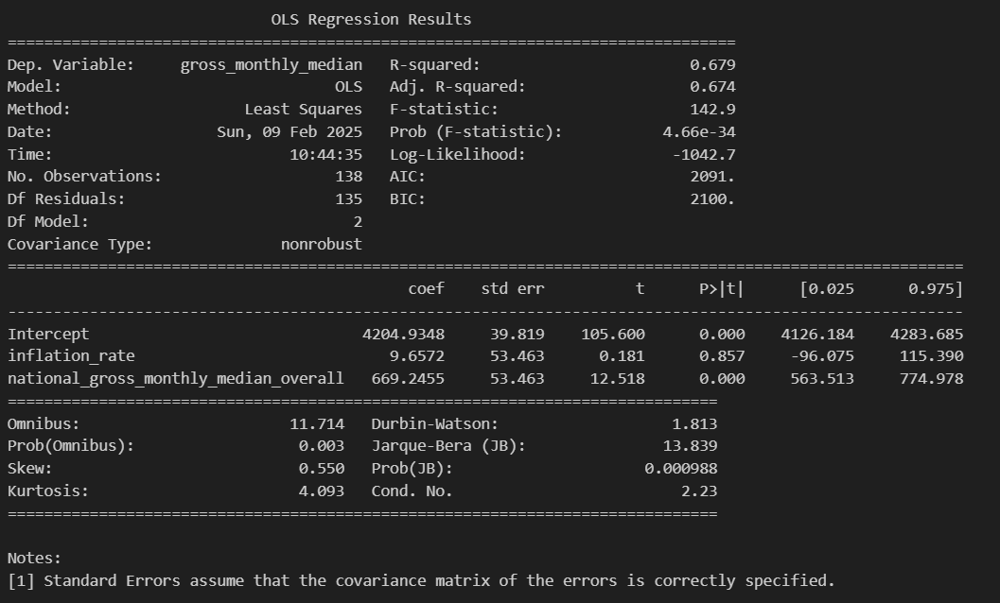 OLS Regression Results
==============================================================================
Dep. Variable:     gross_monthly_median   R-squared:                       0.679
Model:                              OLS   Adj. R-squared:                  0.674
Method:                   Least Squares   F-statistic:                     142.9
Date:                  Sun, 09 Feb 2025   Prob (F-statistic):           4.66e-34
Time:                          10:44:35   Log-Likelihood:                -1042.7
No. Observations:                   138   AIC:                             2091.
Df Residuals:                       135   BIC:                             2100.
Df Model:                             2
Covariance Type:              nonrobust
==============================================================================
coef    std err          t      P>|t|      [0.025      0.975]
------------------------------------------------------------------------------
Intercept                              4204.9348     39.819    105.600      0.000    4126.184    4283.685
inflation_rate                            9.6572     53.463      0.181      0.857     -96.075     115.390
national_gross_monthly_median_overall   669.2455     53.463     12.518      0.000     563.513     774.978
==============================================================================
Omnibus:                       11.714   Durbin-Watson:                   1.813
Prob(Omnibus):                  0.003   Jarque-Bera (JB):               13.839
Skew:                           0.550   Prob(JB):                     0.000988
Kurtosis:                       4.093   Cond. No.                         2.23
==============================================================================
Notes:
[1] Standard Errors assume that the covariance matrix of the errors is correctly specified.